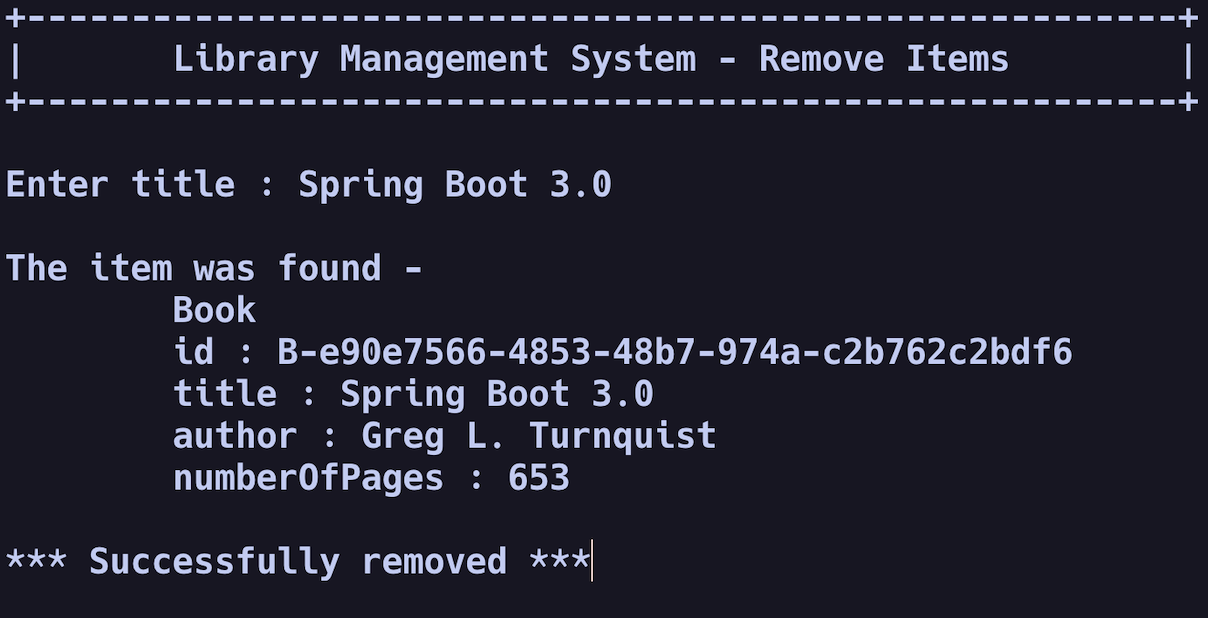 +-------------------------------------------------------+
|       Library Management System - Remove Items        |
+-------------------------------------------------------+
Enter title : Spring Boot 3.0
The item was found -
        Book
        id : B-e90e7566-4853-48b7-974a-c2b762c2bdf6
        title : Spring Boot 3.0
        author : Greg L. Turnquist
        numberOfPages : 653
*** Successfully removed ***